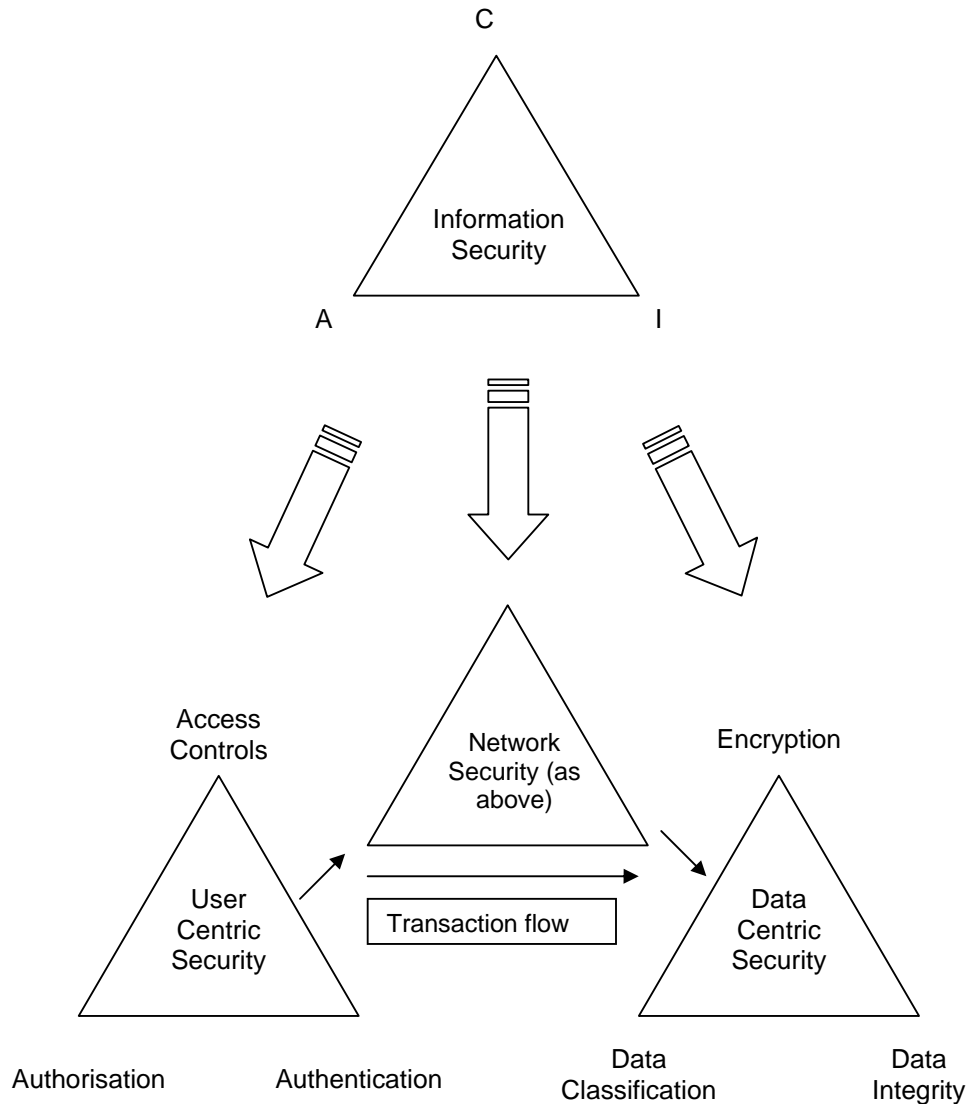 C
Information
Security
A
I
Access
Controls
Network
Security (as
above)
Encryption
User
Centric
Security
Transaction flow
Data
Centric
Security
Authorisation
Authentication
Data
Classification
Data
Integrity